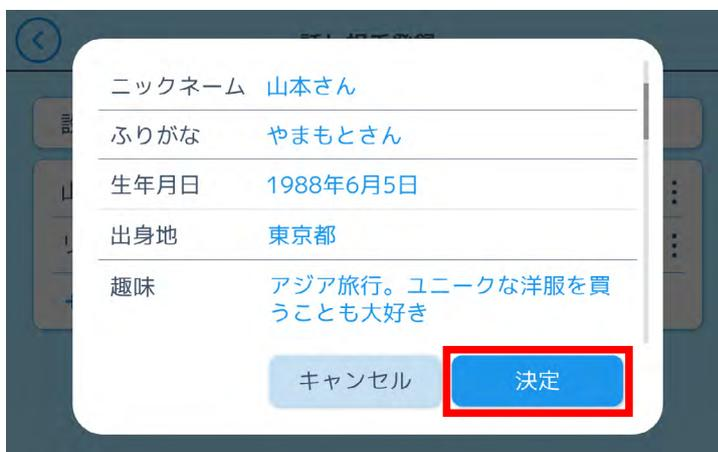 ニックネーム 山本さん
ふりがな やまもとさん
生年月日 1988年6月5日
出身地 東京都
趣味 アジア旅行。ユニークな洋服を買
うことも大好き
キャンセル 決定